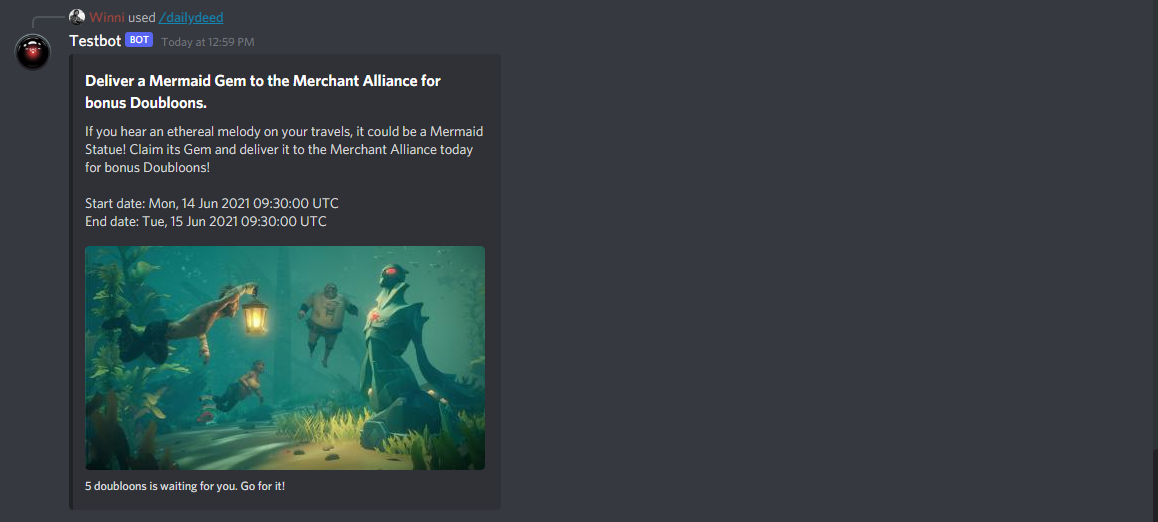 Winni used /dailydeed
Testbot BOT Today at 12:59 PM
Deliver a Mermaid Gem to the Merchant Alliance for
bonus Doubloons.
If you hear an ethereal melody on your travels, it could be a Mermaid
Statue! Claim its Gem and deliver it to the Merchant Alliance today
for bonus Doubloons!
Start date: Mon, 14 Jun 2021 09:30:00 UTC
End date: Tue, 15 Jun 2021 09:30:00 UTC
5 doubloons is waiting for you. Go for it!